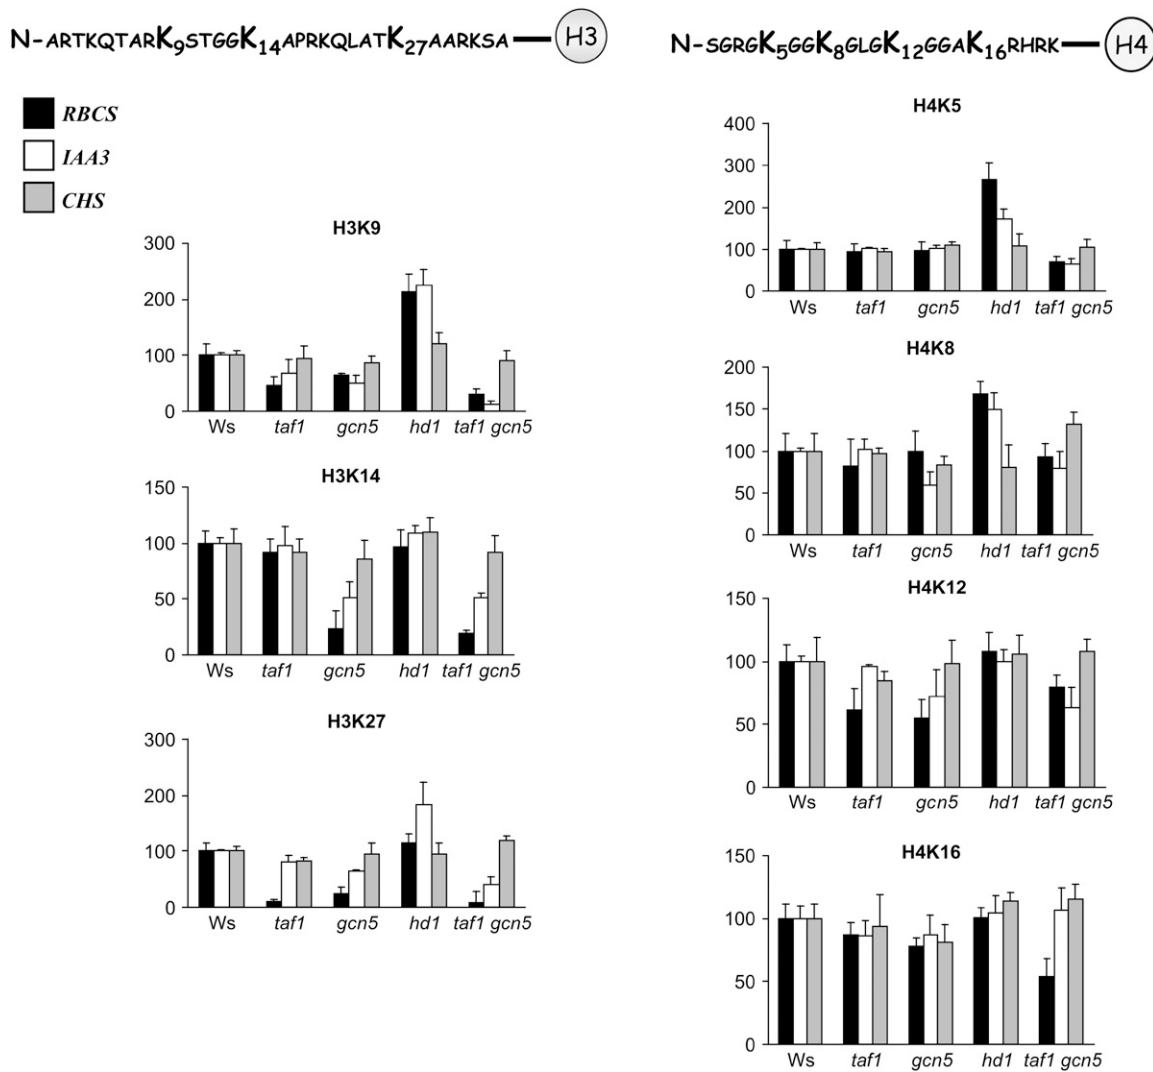 N-ARTKQTARK9STGGK14APRKQLATK27AARKSA H3
N-SGRGK5GGK8GLGK12GGAK16RHRK H4
RBCS
IAA3
CHS
H3K9
300
200
100
0
Ws taf1 gcn5 hd1 taf1 gcn5
H3K14
150
100
50
0
Ws taf1 gcn5 hd1 taf1 gcn5
H3K27
300
200
100
0
Ws taf1 gcn5 hd1 taf1 gcn5
H4K5
400
300
200
100
0
Ws taf1 gcn5 hd1 taf1 gcn5
H4K8
200
150
100
50
0
Ws taf1 gcn5 hd1 taf1 gcn5
H4K12
150
100
50
0
Ws taf1 gcn5 hd1 taf1 gcn5
H4K16
150
100
50
0
Ws taf1 gcn5 hd1 taf1 gcn5